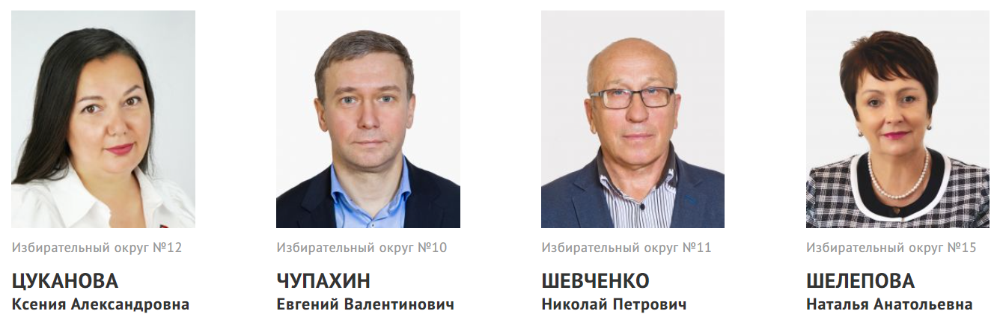 Избирательный округ №12
ЦУКАНОВА
Ксения Александровна
Избирательный округ №10
ЧУПАХИН
Евгений Валентинович
Избирательный округ №11
ШЕВЧЕНКО
Николай Петрович
Избирательный округ №15
ШЕЛЕПОВА
Наталья Анатольевна